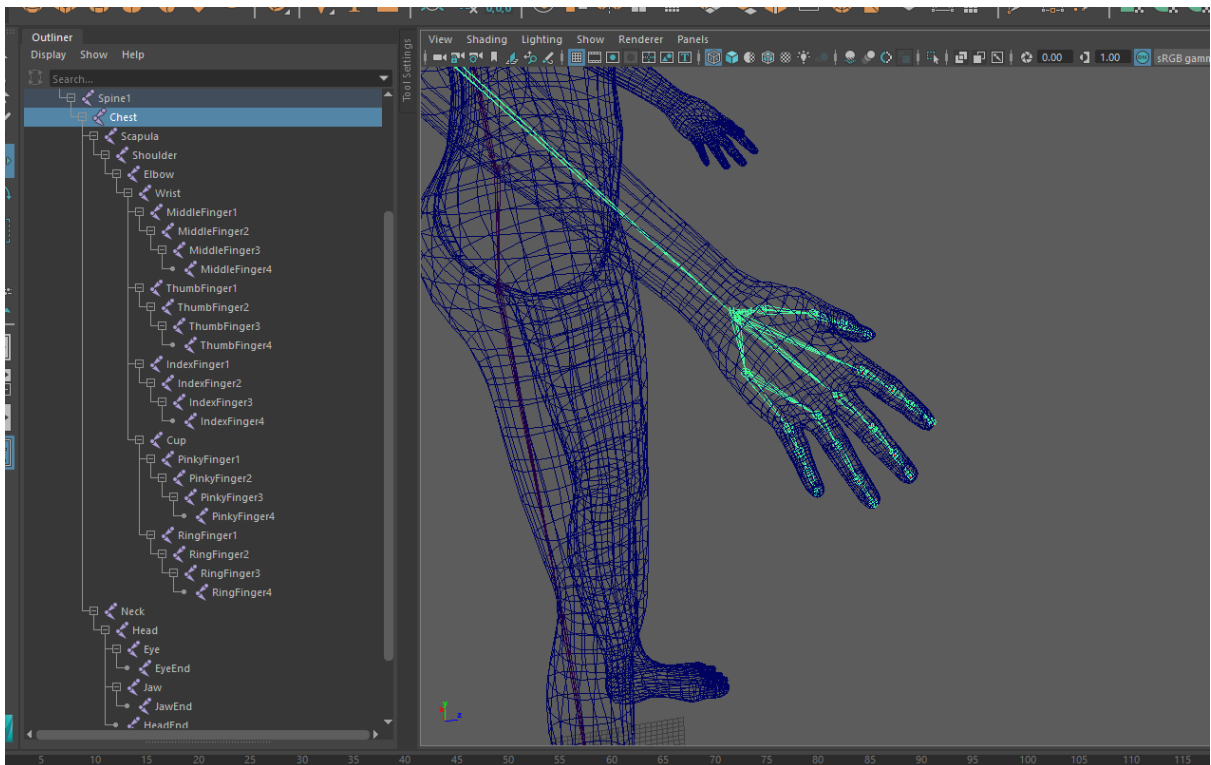 Outliner
Display Show Help
Search...
Spine1
Chest
Scapula
Shoulder
Elbow
Wrist
MiddleFinger1
MiddleFinger2
MiddleFinger3
MiddleFinger4
ThumbFinger1
ThumbFinger2
ThumbFinger3
ThumbFinger4
IndexFinger1
IndexFinger2
IndexFinger3
IndexFinger4
Cup
PinkyFinger1
PinkyFinger2
PinkyFinger3
PinkyFinger4
RingFinger1
RingFinger2
RingFinger3
RingFinger4
Neck
Head
Eye
EyeEnd
Jaw
JawEnd
HeadEnd
Tool Settings
View Shading Lighting Show Renderer Panels
0.00 1.00 ON sRGB gamm
y z
5 10 15 20 25 30 35 40 45 50 55 60 65 70 75 80 85 90 95 100 105 110 115